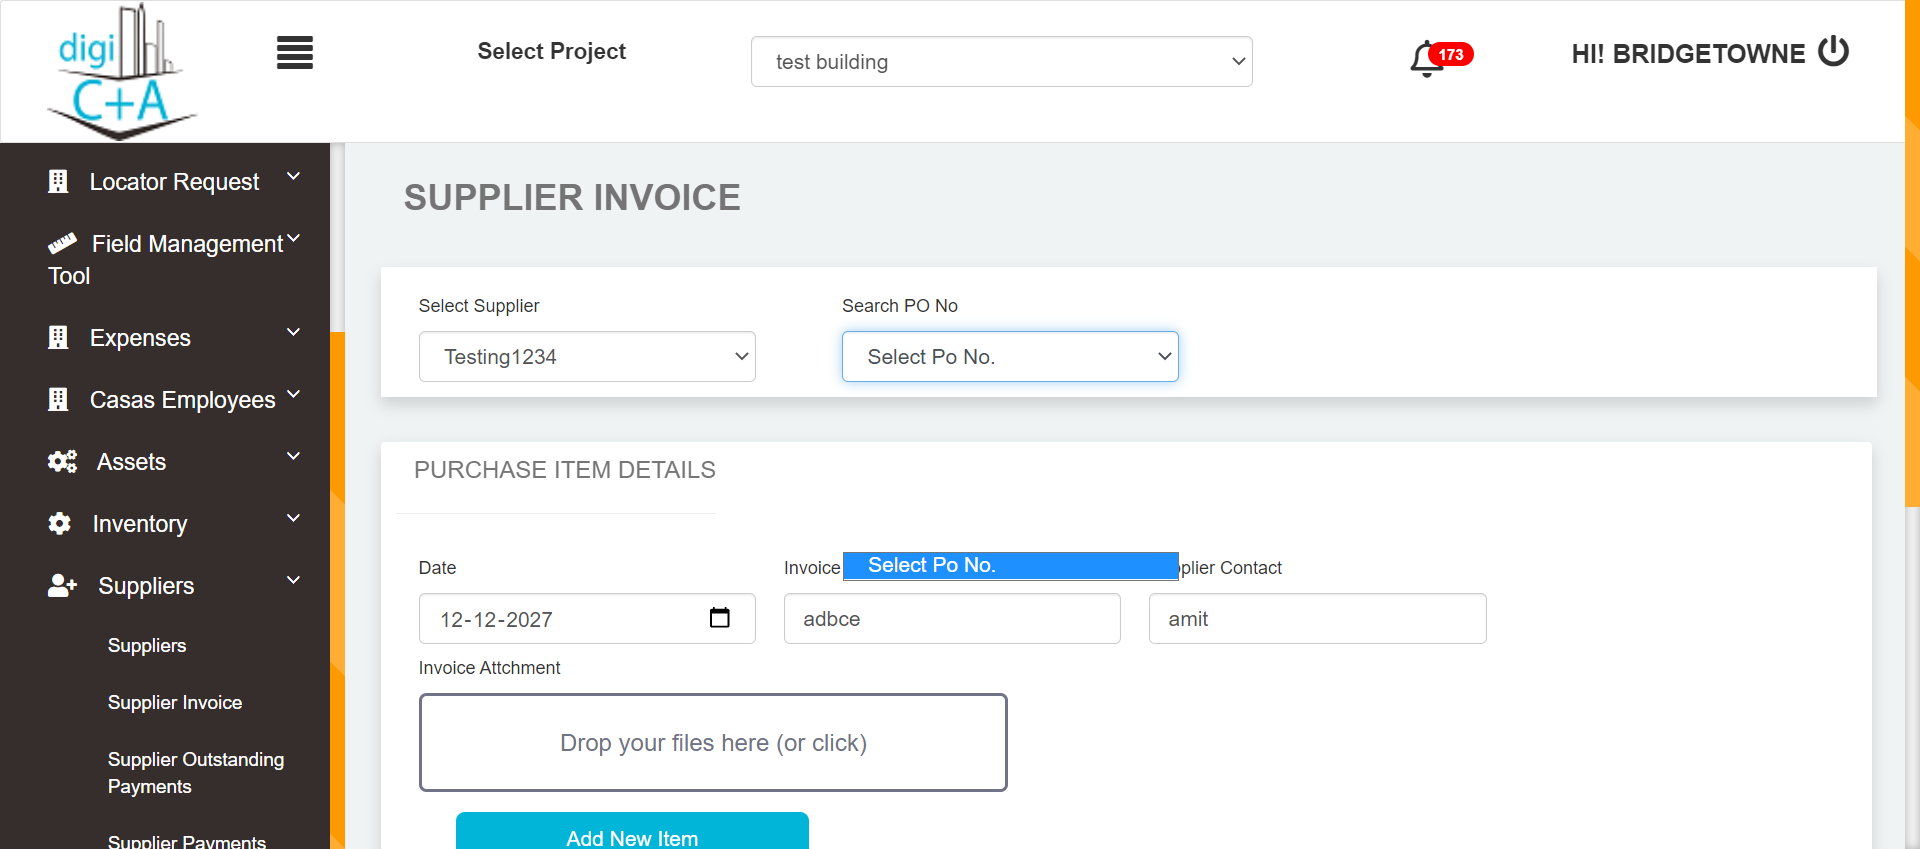 digi
C+A
Select Project
test building
173
HI! BRIDGETOWNE
Locator Request
Field Management
Tool
Expenses
Casas Employees
Assets
Inventory
Suppliers
Suppliers
Supplier Invoice
Supplier Outstanding
Payments
Supplier Payments
SUPPLIER INVOICE
Select Supplier
Search PO No
Testing1234
Select Po No.
PURCHASE ITEM DETAILS
Date
Invoice
Select Po No.
plier Contact
12-12-2027
adbce
amit
Invoice Attchment
Drop your files here (or click)
Add New Item